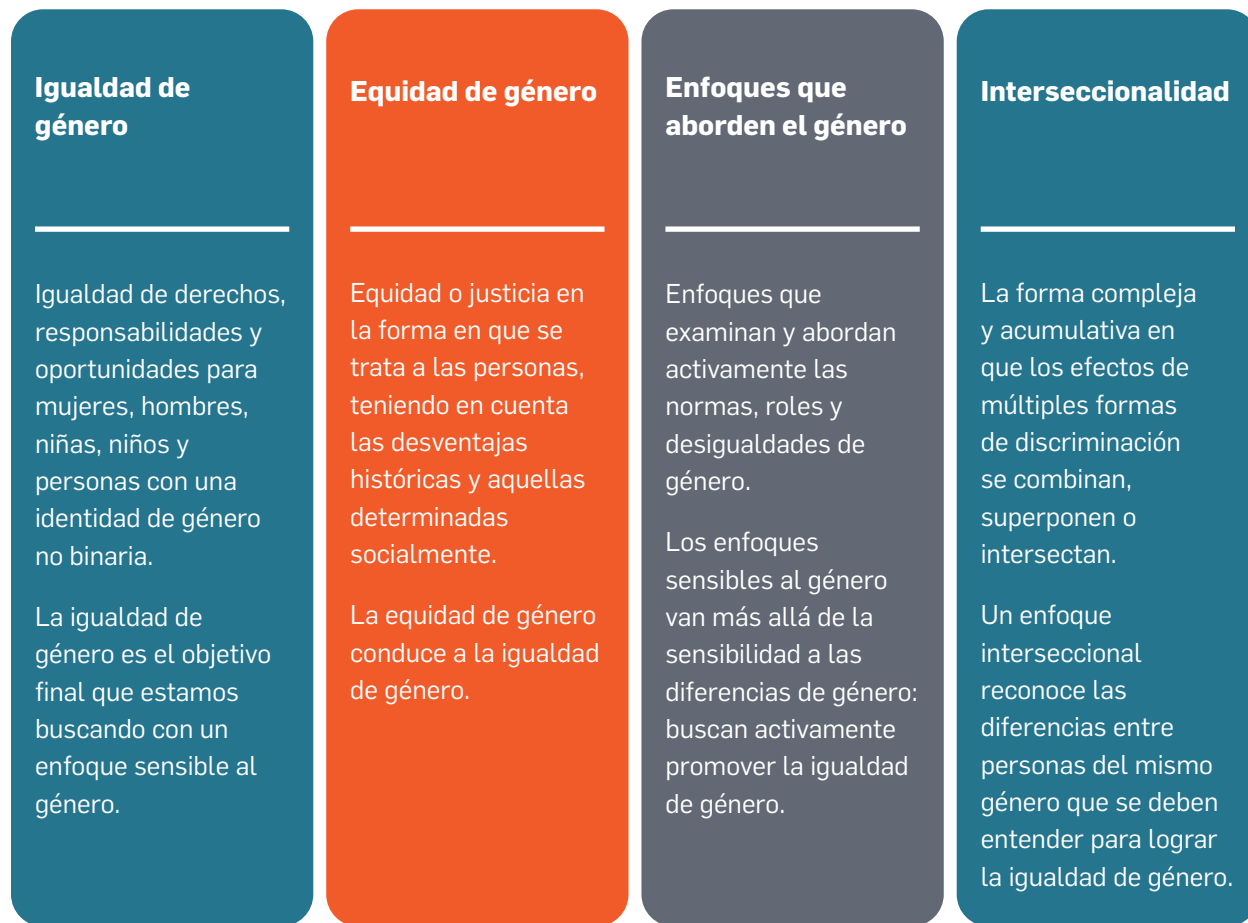 Igualdad de
género
Igualdad de derechos,
responsabilidades y
oportunidades para
mujeres, hombres,
niñas, niños y
personas con una
identidad de género
no binaria.
La igualdad de
género es el objetivo
final que estamos
buscando con un
enfoque sensible al
género.
Equidad de género
Equidad o justicia en
la forma en que se
trata a las personas,
teniendo en cuenta
las desventajas
históricas y aquellas
determinadas
socialmente.
La equidad de género
conduce a la igualdad
de género.
Enfoques que
aborden el género
Enfoques que
examinan y abordan
activamente las
normas, roles y
desigualdades de
género.
Los enfoques
sensibles al género
van más allá de la
sensibilidad a las
diferencias de género:
buscan activamente
promover la igualdad
de género.
Interseccionalidad
La forma compleja
y acumulativa en
que los efectos de
múltiples formas
de discriminación
se combinan,
superponen o
intersectan.
Un enfoque
interseccional
reconoce las
diferencias entre
personas del mismo
género que se deben
entender para lograr
la igualdad de género.